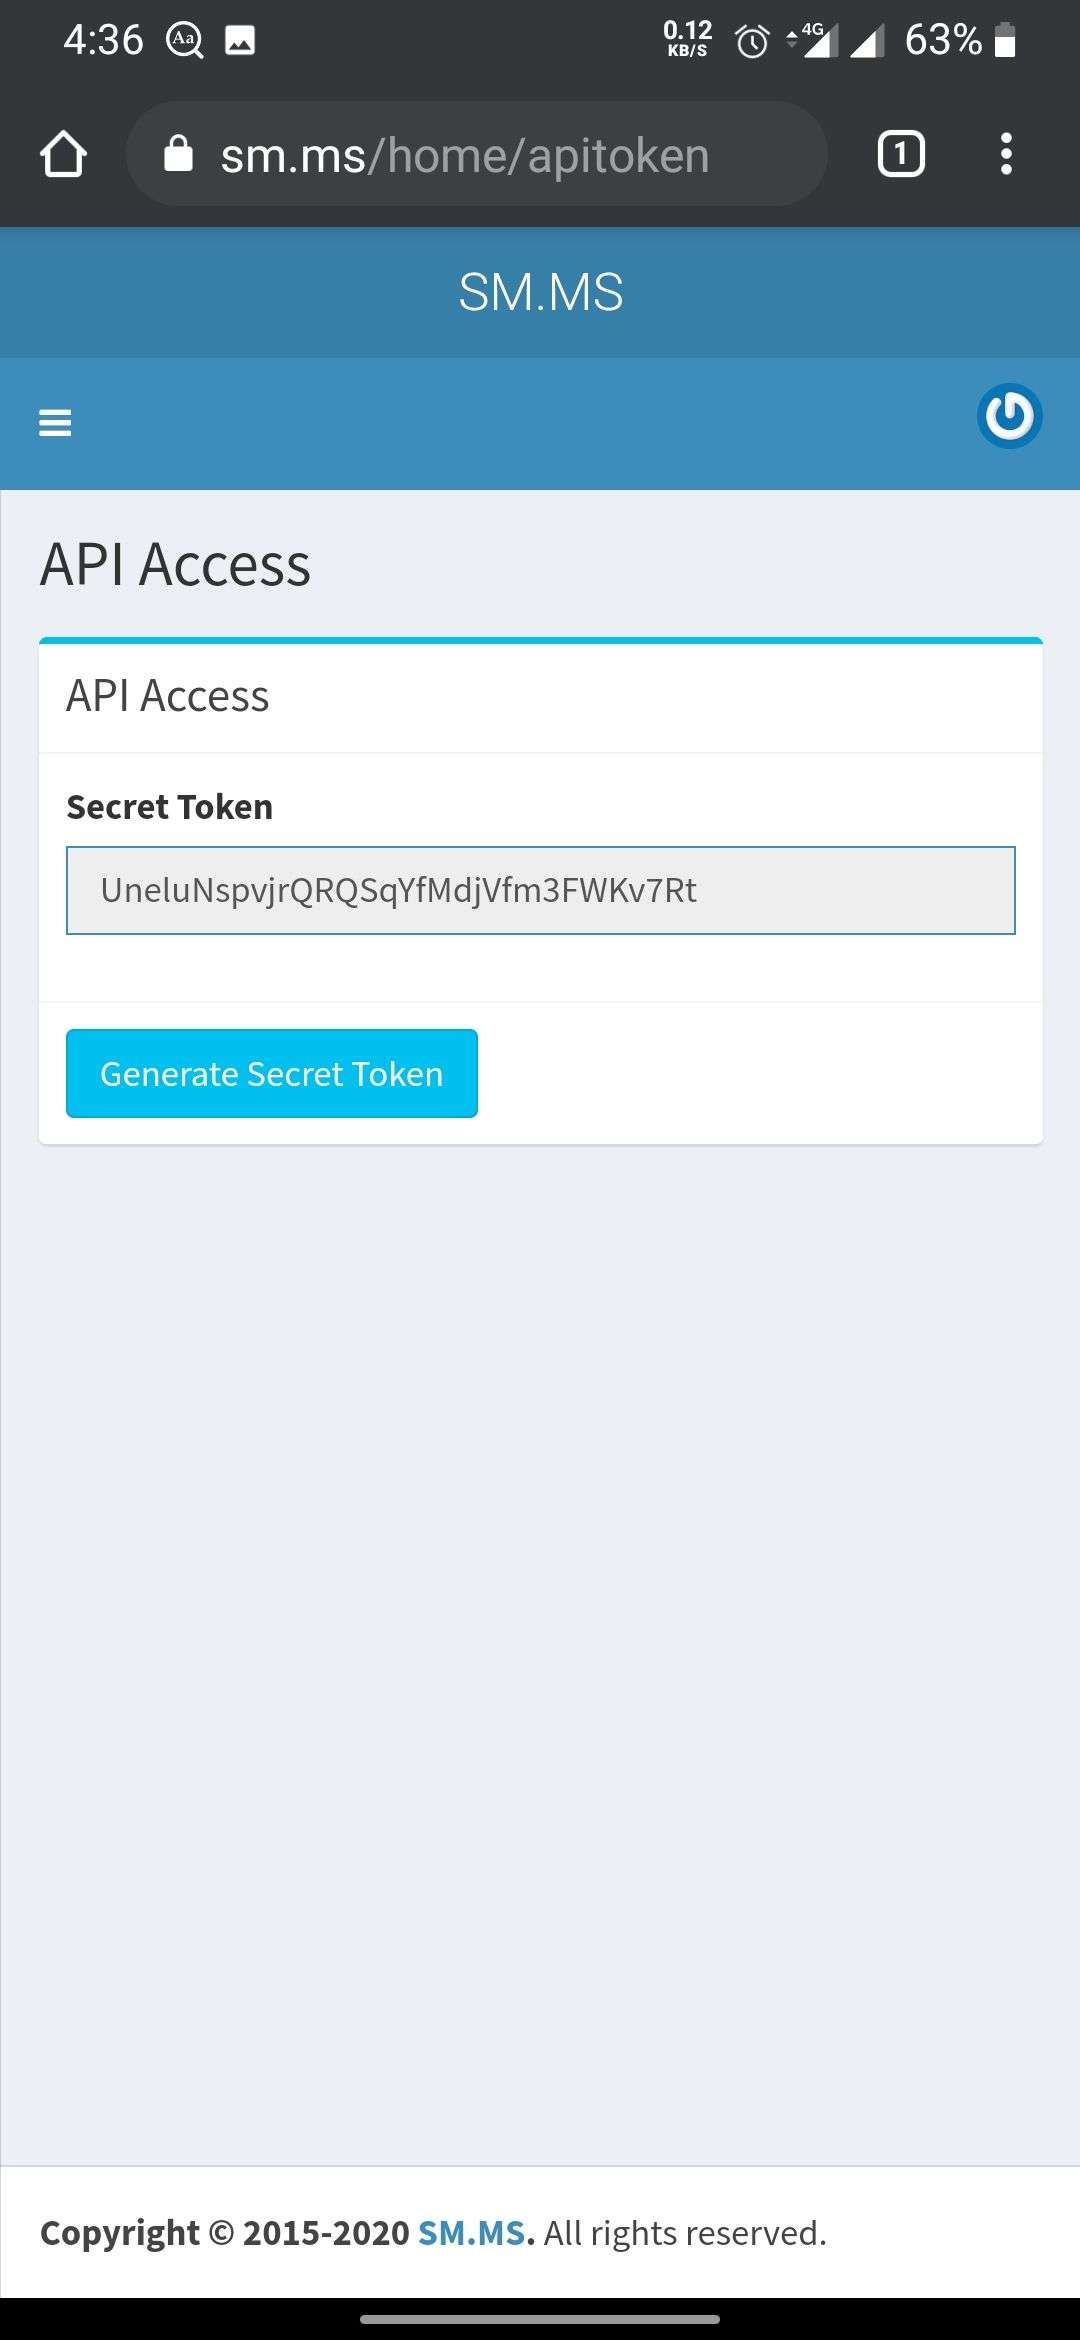 4:36 Aa 0.12 KB/S 4G 63%
sm.ms/home/apitoken 1
SM.MS
API Access
API Access
Secret Token
UneluNspvjrQRQSqYfMdjVfm3FWKv7Rt
Generate Secret Token
Copyright © 2015-2020 SM.MS. All rights reserved.